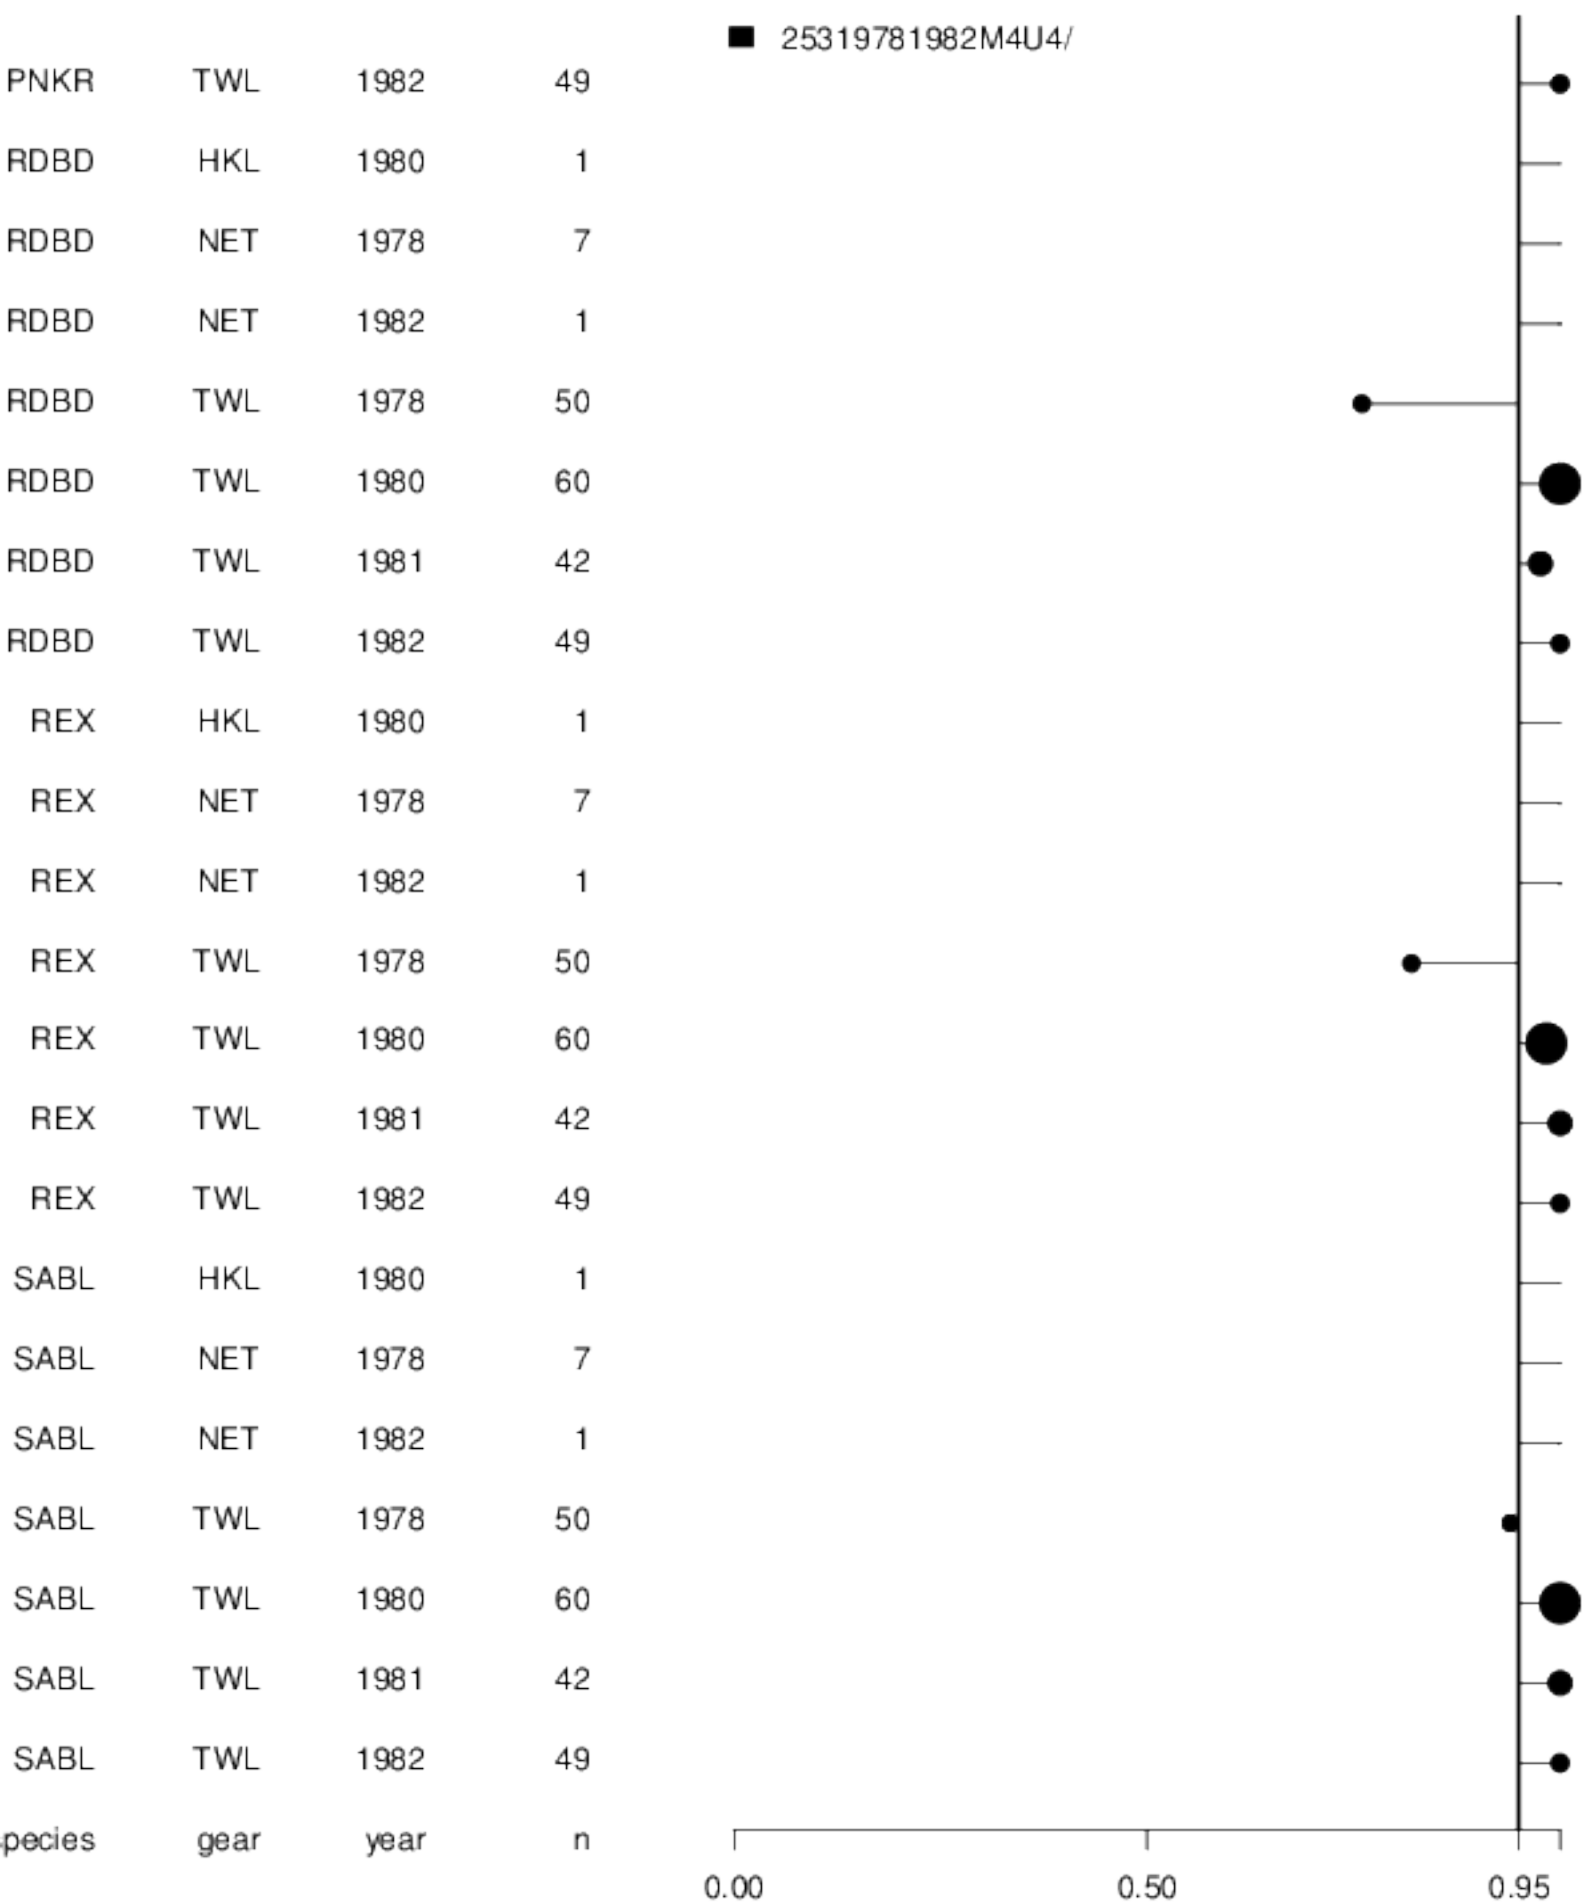 25319781982M4U4/
PNKR TWL 1982 49
RDBD HKL 1980 1
RDBD NET 1978 7
RDBD NET 1982 1
RDBD TWL 1978 50
RDBD TWL 1980 60
RDBD TWL 1981 42
RDBD TWL 1982 49
REX HKL 1980 1
REX NET 1978 7
REX NET 1982 1
REX TWL 1978 50
REX TWL 1980 60
REX TWL 1981 42
REX TWL 1982 49
SABL HKL 1980 1
SABL NET 1978 7
SABL NET 1982 1
SABL TWL 1978 50
SABL TWL 1980 60
SABL TWL 1981 42
SABL TWL 1982 49
pecies gear year n
0.00 0.50 0.95